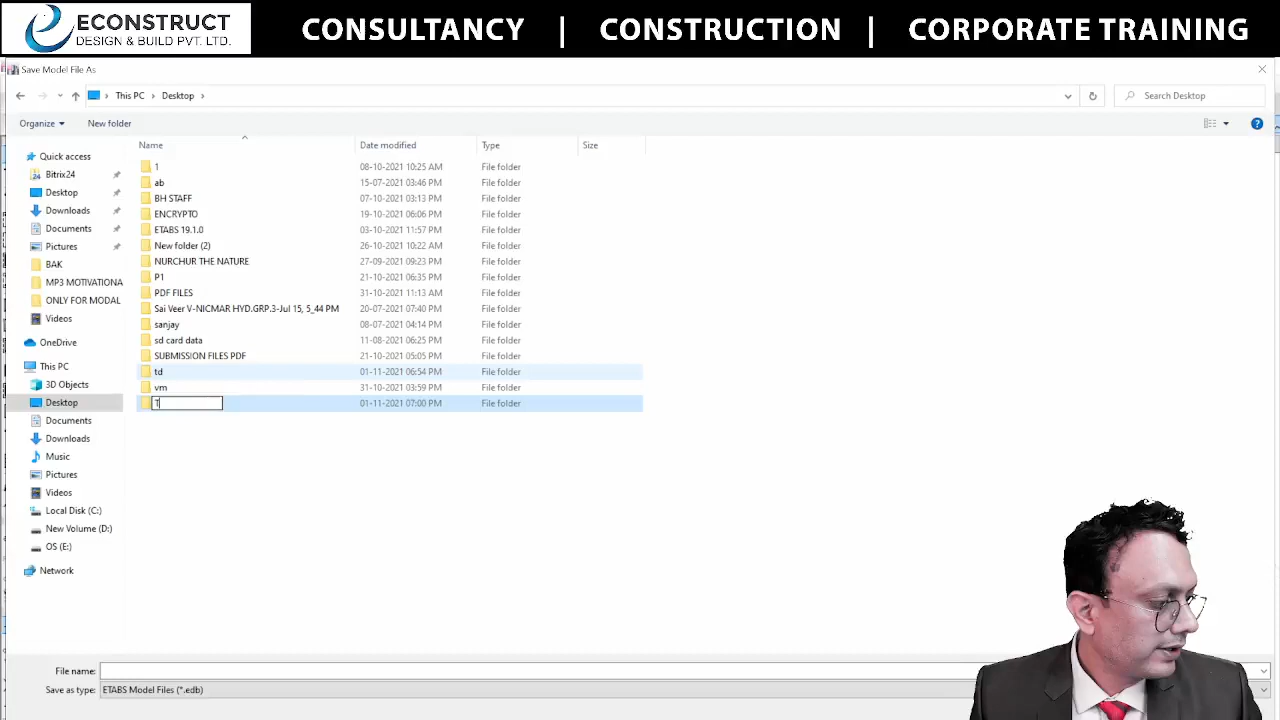 ECONSTRUCT
DESIGN & BUILD PVT. LTD.
CONSULTANCY | CONSTRUCTION | CORPORATE TRAINING
Save Model File As
This PC > Desktop >
Search Desktop
Organize
New folder
Name Date modified Type Size
Quick access
Bitrix24
Desktop
Downloads
Documents
Pictures
BAK
MP3 MOTIVATIONA
ONLY FOR MODAL
Videos
OneDrive
This PC
3D Objects
Desktop
Documents
Downloads
Music
Pictures
Videos
Local Disk (C:)
New Volume (D:)
OS (E:)
Network
1 08-10-2021 10:25 AM File folder
ab 15-07-2021 03:46 PM File folder
BH STAFF 07-10-2021 03:13 PM File folder
ENCRYPTO 19-10-2021 06:06 PM File folder
ETABS 19.1.0 03-10-2021 11:57 PM File folder
New folder (2) 26-10-2021 10:22 AM File folder
NURCHUR THE NATURE 27-09-2021 09:23 PM File folder
P1 21-10-2021 06:35 PM File folder
PDF FILES 31-10-2021 11:13 AM File folder
Sai Veer V-NICMAR HYD.GRP.3-Jul 15, 5_44 PM 20-07-2021 07:40 PM File folder
sanjay 08-07-2021 04:14 PM File folder
sd card data 11-08-2021 06:25 PM File folder
SUBMISSION FILES PDF 21-10-2021 05:05 PM File folder
td 01-11-2021 06:54 PM File folder
vm 31-10-2021 03:59 PM File folder
T 01-11-2021 07:00 PM File folder
File name:
Save as type: ETABS Model Files (*.edb)